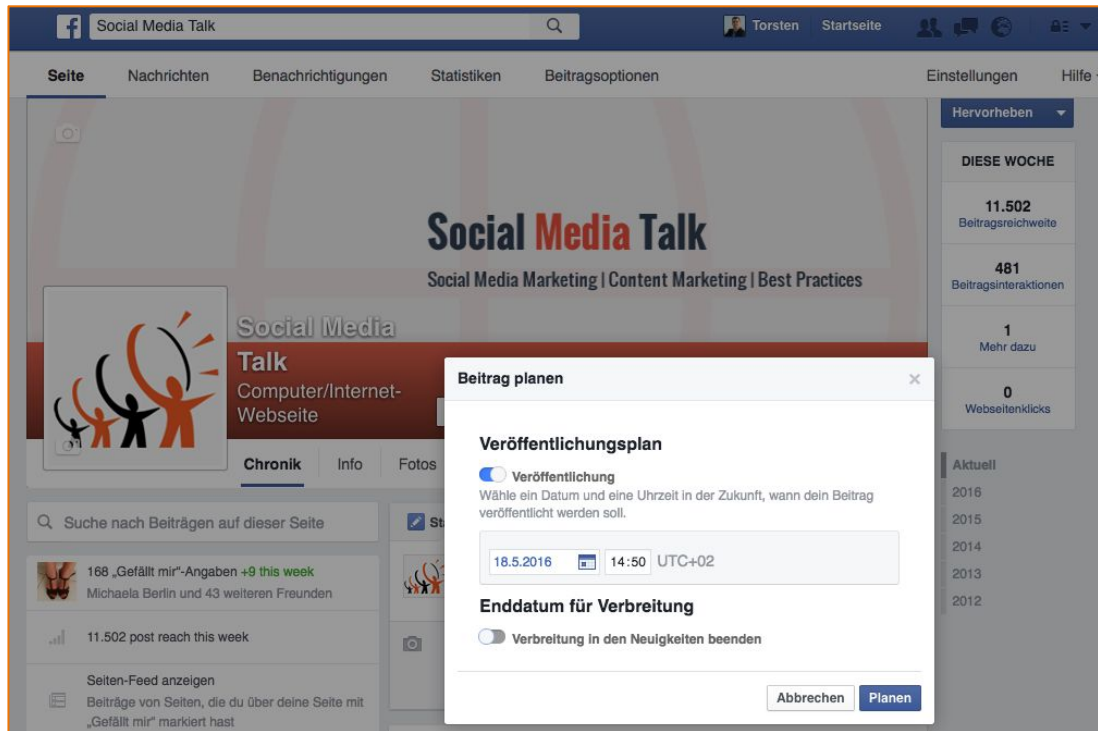 Social Media Talk
Torsten
Startseite
Seite
Nachrichten
Benachrichtigungen
Statistiken
Beitragsoptionen
Einstellungen
Hilfe
Hervorheben
DIESE WOCHE
11.502
Beitragsreichweite
481
Beitragsinteraktionen
1
Mehr dazu
0
Webseitenklicks
Social Media Talk
Social Media Marketing | Content Marketing | Best Practices
Social Media
Talk
Computer/Internet-
Webseite
Chronik
Info
Fotos
Suche nach Beiträgen auf dieser Seite
168 „Gefällt mir“-Angaben +9 this week
Michaela Berlin und 43 weiteren Freunden
11.502 post reach this week
Seiten-Feed anzeigen
Beiträge von Seiten, die du über deine Seite mit
„Gefällt mir“ markiert hast
Beitrag planen
Veröffentlichungsplan
Veröffentlichung
Wähle ein Datum und eine Uhrzeit in der Zukunft, wann dein Beitrag
veröffentlicht werden soll.
18.5.2016
14:50 UTC+02
Enddatum für Verbreitung
Verbreitung in den Neuigkeiten beenden
Abbrechen
Planen
Aktuell
2016
2015
2014
2013
2012